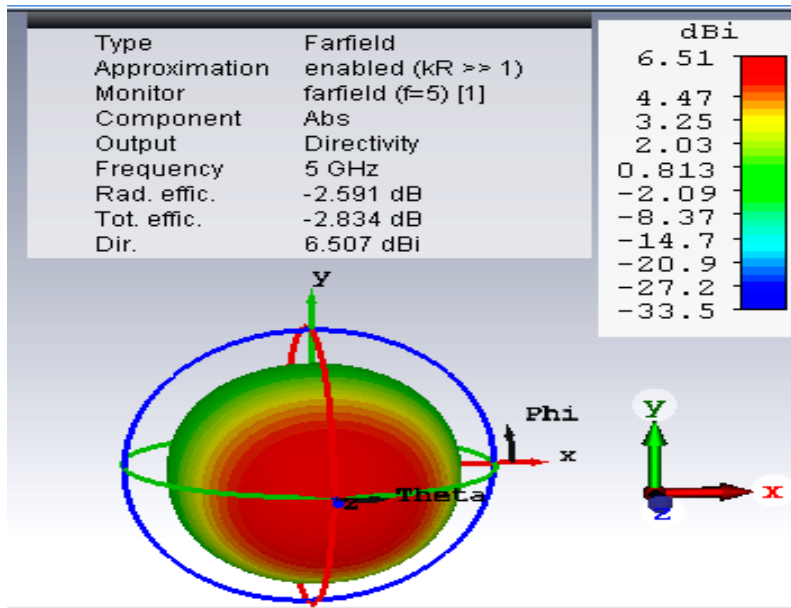 Type Farfield
Approximation enabled (kR >> 1)
Monitor farfield (f=5) [1]
Component Abs
Output Directivity
Frequency 5 GHz
Rad. effic. -2.591 dB
Tot. effic. -2.834 dB
Dir. 6.507 dBi
dBi
6.51
4.47
3.25
2.03
0.813
-2.09
-8.37
-14.7
-20.9
-27.2
-33.5
y
Phi
x
z Theta
y
x
z